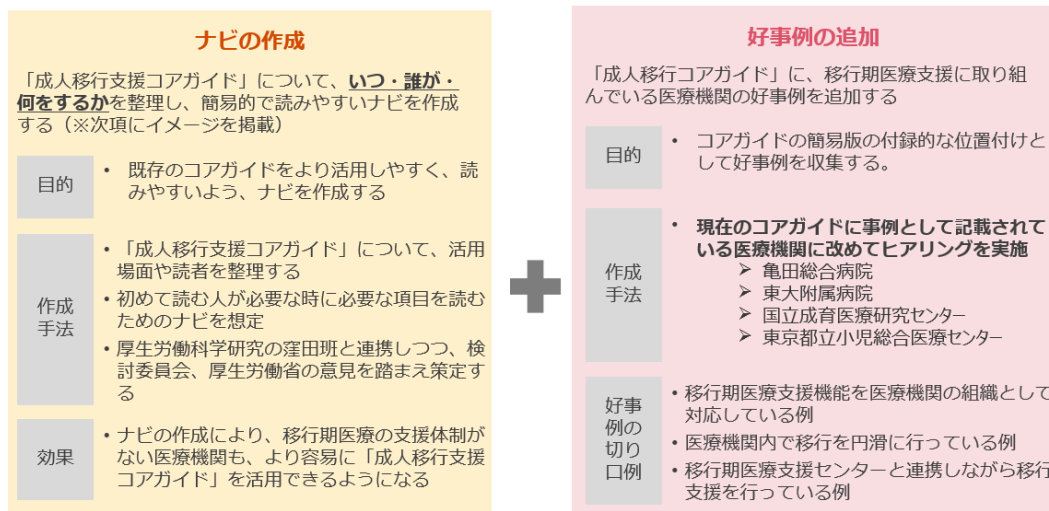 ナビの作成
「成人移行支援コアガイド」について、いつ・誰が・
何をするかを整理し、簡易的で読みやすいナビを作成
する（※次項にイメージを掲載）
目的
• 既存のコアガイドをより活用しやすく、読
みやすいよう、ナビを作成する
作成
手法
• 「成人移行支援コアガイド」について、活用
場面や読者を整理する
• 初めて読む人が必要な時に必要な項目を読む
ためのナビを想定
• 厚生労働科学研究の窪田班と連携しつつ、検
討委員会、厚生労働省の意見を踏まえ策定す
る
効果
• ナビの作成により、移行期医療の支援体制が
ない医療機関も、より容易に「成人移行支援
コアガイド」を活用できるようになる
好事例の追加
「成人移行コアガイド」に、移行期医療支援に取り組
んでいる医療機関の好事例を追加する
目的
• コアガイドの簡易版の付録的な位置付けと
して好事例を収集する。
作成
手法
• 現在のコアガイドに事例として記載されて
いる医療機関に改めてヒアリングを実施
➢ 亀田総合病院
➢ 東大附属病院
➢ 国立成育医療研究センター
➢ 東京都立小児総合医療センター
好事
例の
切り
口例
• 移行期医療支援機能を医療機関の組織として
対応している例
• 医療機関内で移行を円滑に行っている例
• 移行期医療支援センターと連携しながら移行
支援を行っている例